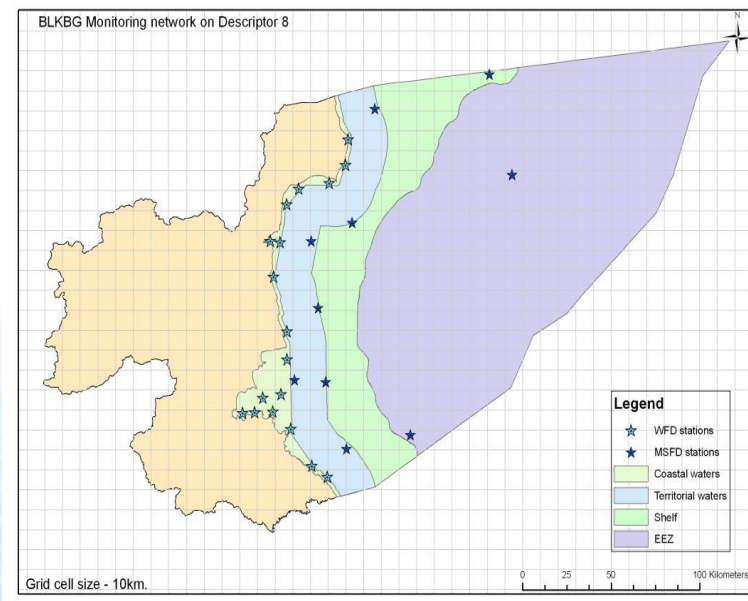 BLKBG Monitoring network on Descriptor 8
N
Legend
WFD stations
MSFD stations
Coastal waters
Territorial waters
Shelf
EEZ
Grid cell size - 10km.
0 25 50 100 Kilometers